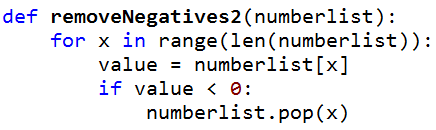 def removeNegatives2(numberlist):
    for x in range(len(numberlist)):
        value = numberlist[x]
        if value < 0:
            numberlist.pop(x)